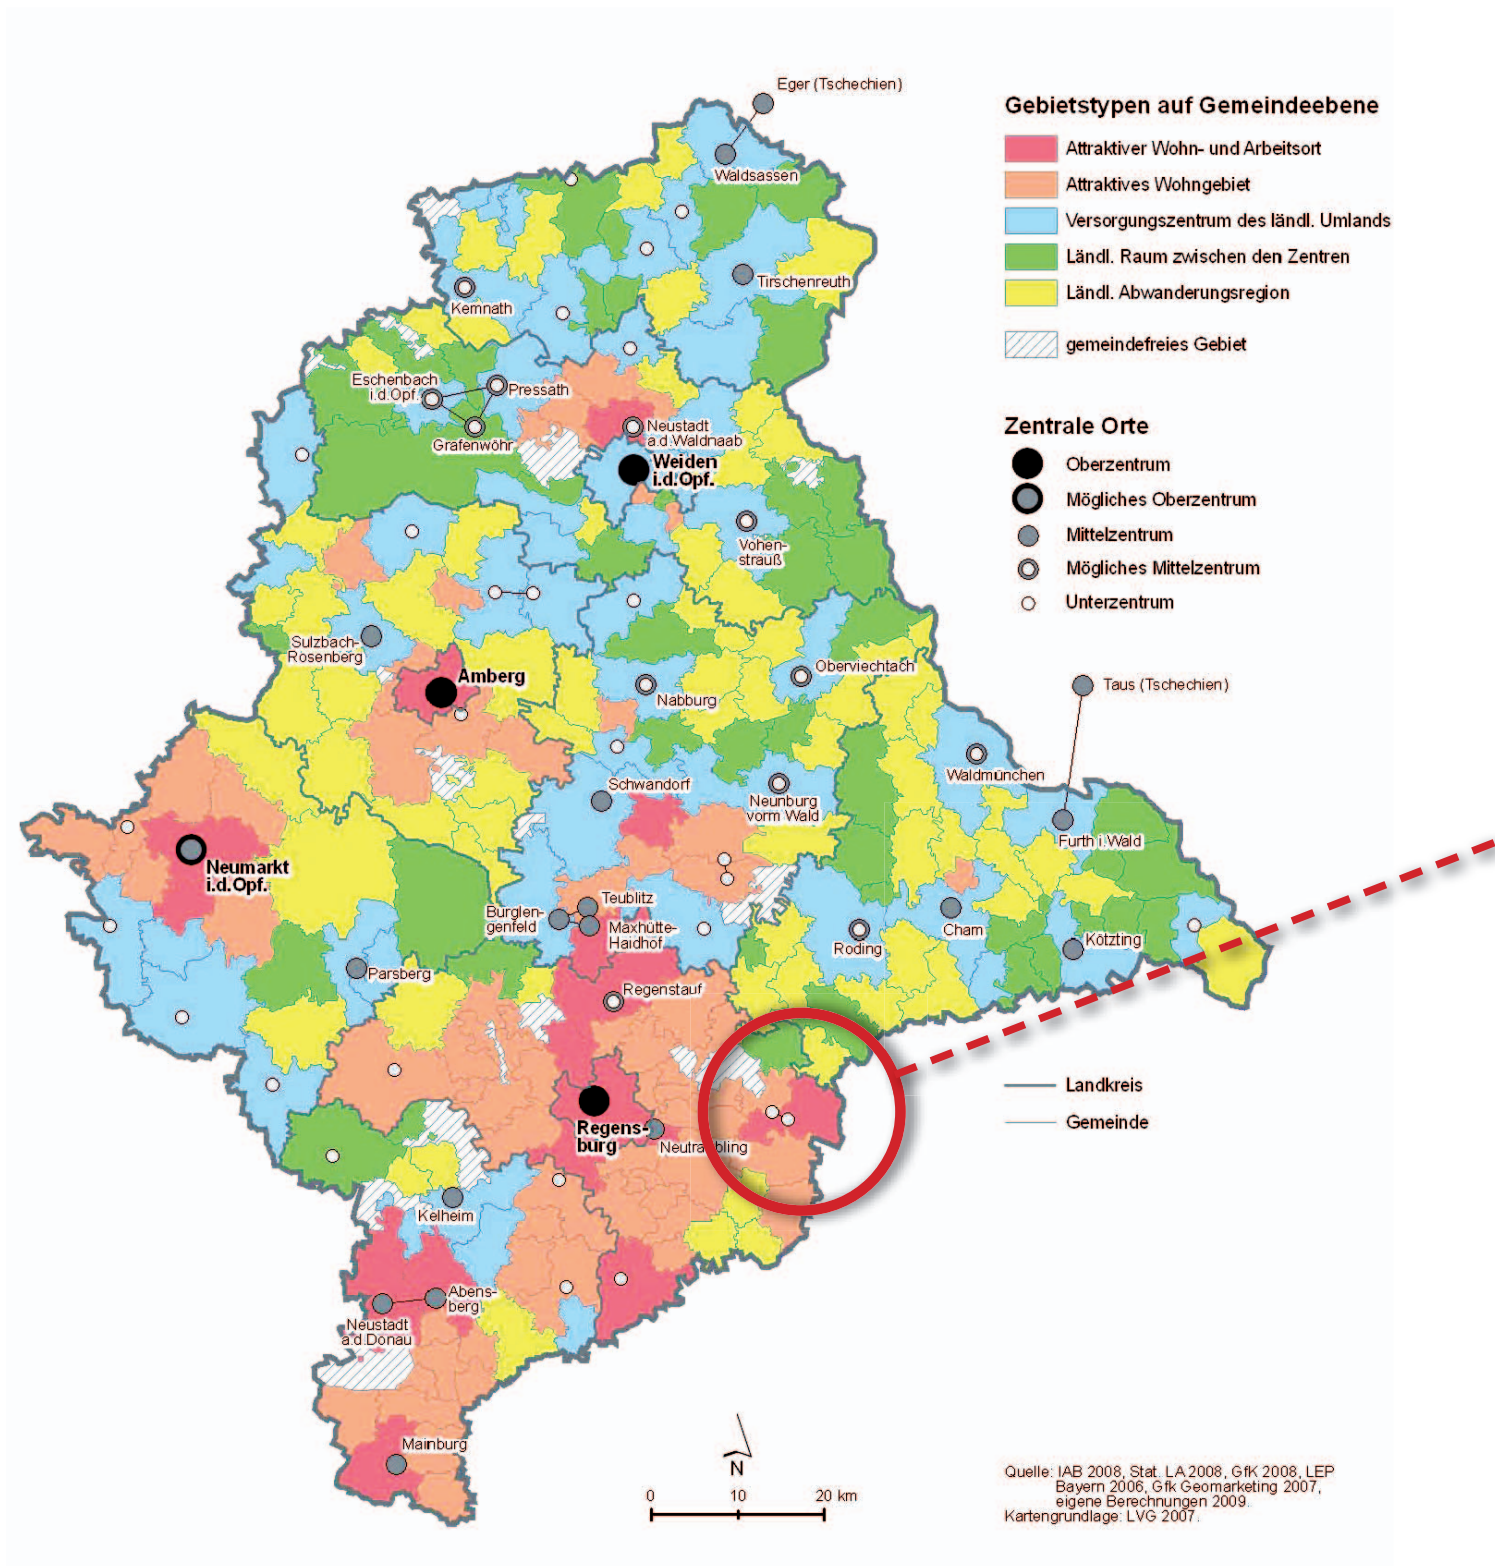 Eger (Tschechien)
Waldsassen
Tirschenreuth
Kemnath
Eschenbach
i.d.Opf.
Pressath
Grafenwöhr
Neustadt
a.d.Waldnaab
Weiden
i.d.Opf.
Vohen-
strauß
Sulzbach-
Rosenberg
Amberg
Oberviechtach
Nabburg
Taus (Tschechien)
Waldmünchen
Schwandorf
Neunburg
vorm Wald
Furth i.Wald
Neumarkt
i.d.Opf.
Teublitz
Burglen-
genfeld
Maxhütte-
Haidhof
Cham
Roding
Kötzting
Parsberg
Regenstauf
Regens-
burg
Neutraubling
Kelheim
Abens-
berg
Neustadt
a.d.Donau
Mainburg
Gebietstypen auf Gemeindeebene
Attraktiver Wohn- und Arbeitsort
Attraktives Wohngebiet
Versorgungszentrum des ländl. Umlands
Ländl. Raum zwischen den Zentren
Ländl. Abwanderungsregion
gemeindefreies Gebiet
Zentrale Orte
Oberzentrum
Mögliches Oberzentrum
Mittelzentrum
Mögliches Mittelzentrum
Unterzentrum
Landkreis
Gemeinde
N
0 10 20 km
Quelle: IAB 2008, Stat. LA 2008, GfK 2008, LEP
Bayern 2006, Gfk Geomarketing 2007,
eigene Berechnungen 2009.
Kartengrundlage: LVG 2007.